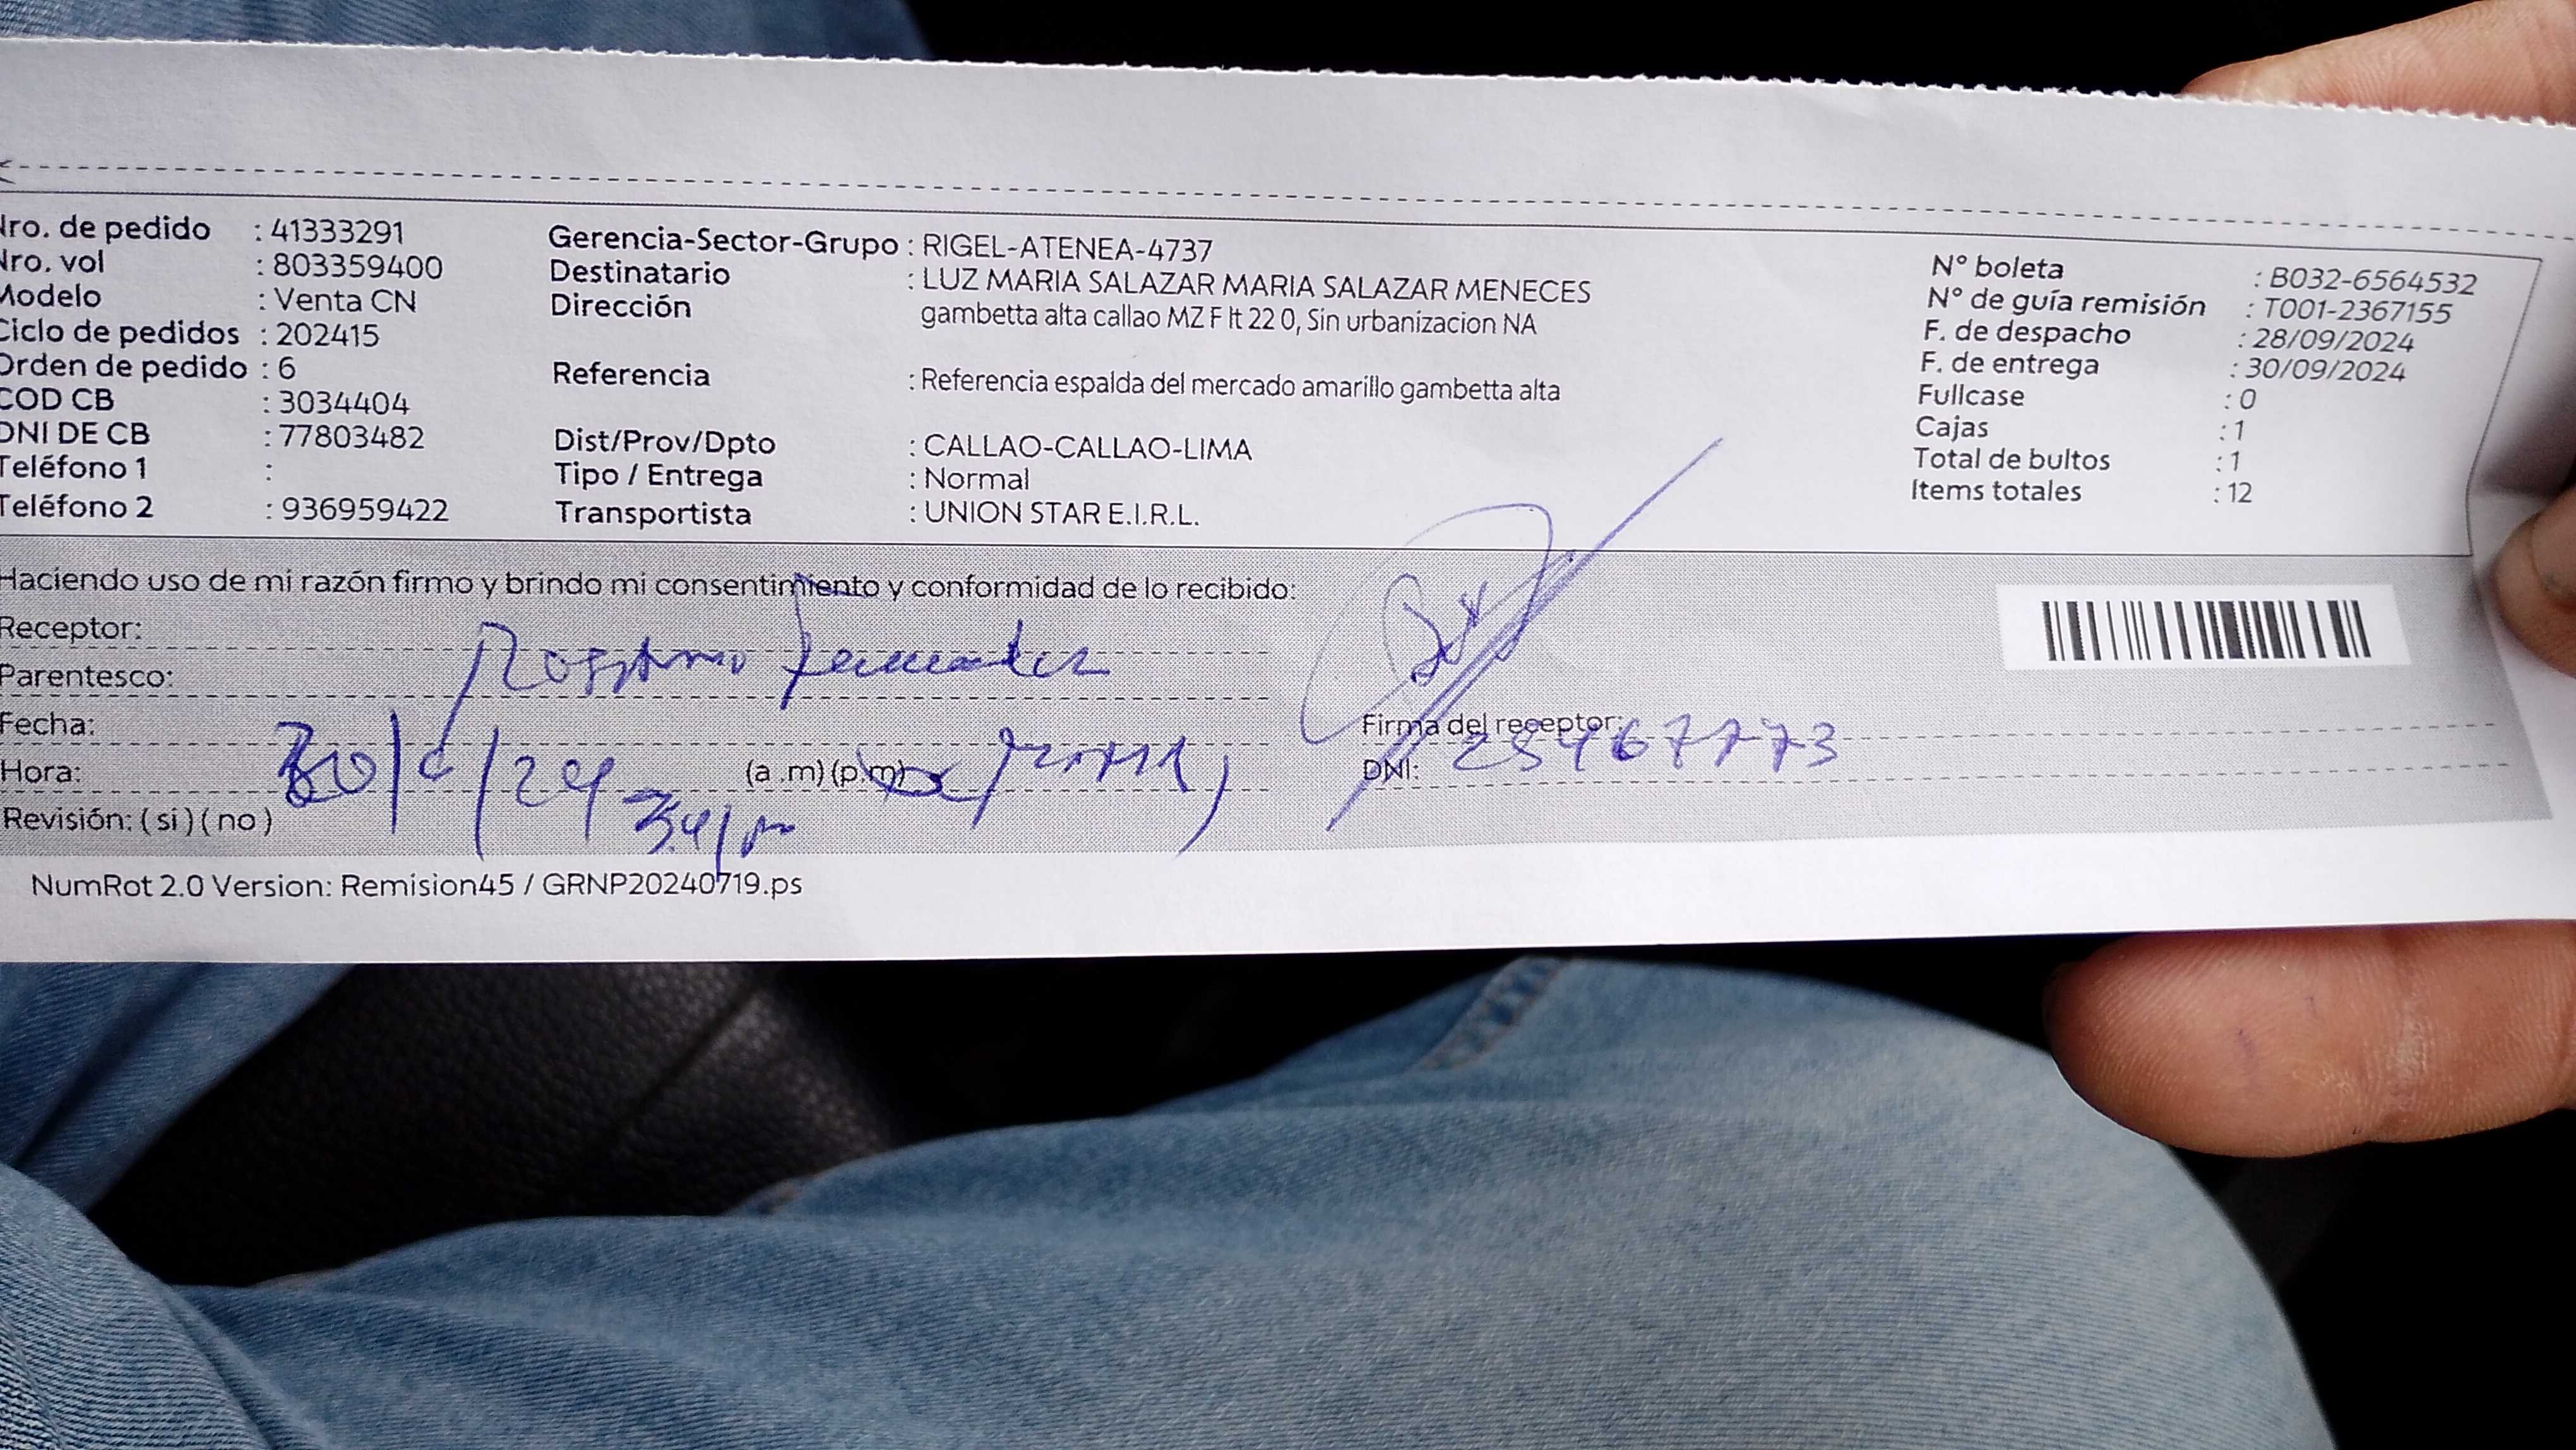 Nro. de pedido : 41333291
Nro. vol : 803359400
Modelo : Venta CN
Ciclo de pedidos : 202415
Orden de pedido : 6
COD CB : 3034404
DNI DE CB : 77803482
Teléfono 1 :
Teléfono 2 : 936959422
Gerencia-Sector-Grupo : RIGEL-ATENEA-4737
Destinatario : LUZ MARIA SALAZAR MARIA SALAZAR MENECES
Dirección gambetta alta callao MZ F lt 22 0, Sin urbanizacion NA
Referencia : Referencia espalda del mercado amarillo gambetta alta
Dist/Prov/Dpto : CALLAO-CALLAO-LIMA
Tipo / Entrega : Normal
Transportista : UNION STAR E.I.R.L.
N° boleta : B032-6564532
N° de guía remisión : T001-2367155
F. de despacho : 28/09/2024
F. de entrega : 30/09/2024
Fullcase : 0
Cajas : 1
Total de bultos : 1
Items totales : 12
Haciendo uso de mi razón firmo y brindo mi consentimiento y conformidad de lo recibido:
Receptor:
Parentesco:
Fecha:
Hora: (a .m) (p.m)
Revisión: ( si ) ( no )
Firma del receptor:
DNI: 25467773
NumRot 2.0 Version: Remision45 / GRNP20240719.ps